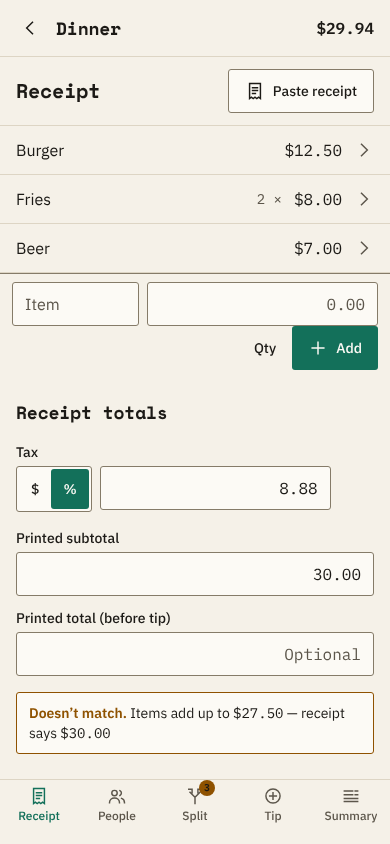 Dinner $29.94
Receipt Paste receipt
Burger $12.50
Fries 2 × $8.00
Beer $7.00
Item 0.00
Qty Add
Receipt totals
Tax
$ % 8.88
Printed subtotal
30.00
Printed total (before tip)
Optional
Doesn’t match. Items add up to $27.50 — receipt
says $30.00
3
Receipt People Split Tip Summary